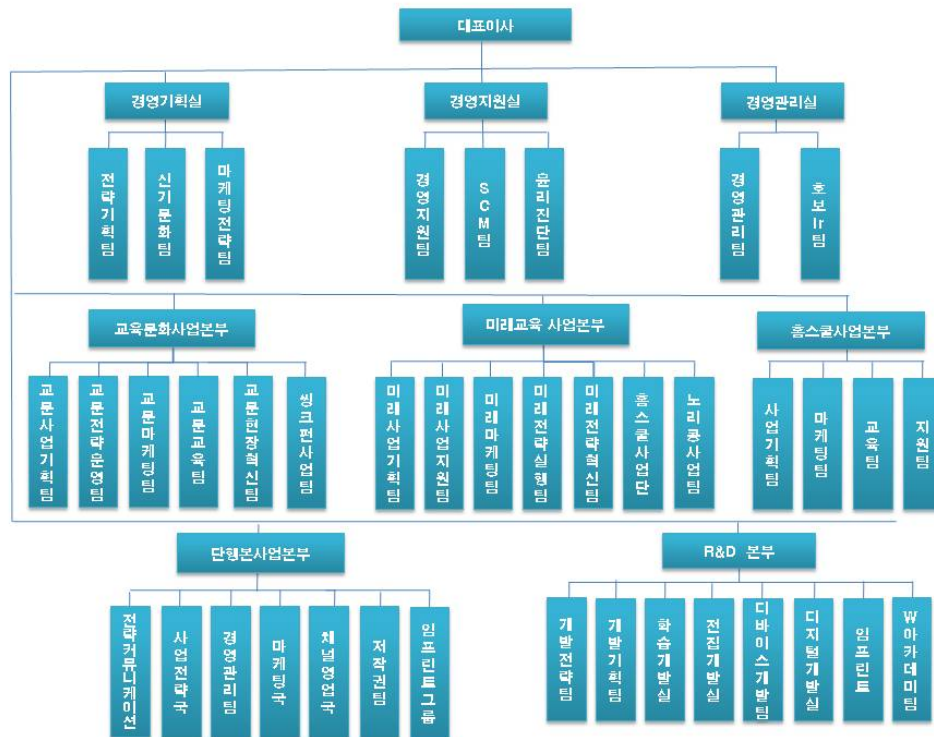 대표이사
경영기획실
경영지원실
경영관리실
전략기획팀
신기문화팀
마케팅전략팀
경영지원팀
SCM팀
윤리진단팀
경영관리팀
호보Ir팀
교육문화사업본부
미래교육 사업본부
홈스쿨사업본부
교문사업기획팀
교문전략운영팀
교문마케팅팀
교문교육팀
교문현장혁신팀
씽크펀사업팀
미래사업기획팀
미래사업지원팀
미래마케팅팀
미래전략실행팀
미래전략혁신팀
홈스쿨사업단
노리콩사업팀
사업기획팀
마케팅팀
교육팀
지원팀
단행본사업본부
R&D 본부
전략커뮤니케이션
사업전략국
경영관리팀
마케팅국
채널영업국
저작권팀
임프린트그룹
개발전략팀
개발기획팀
학습개발실
전집개발실
디바이스개발팀
디지털개발실
임프린트
W아카데미팀